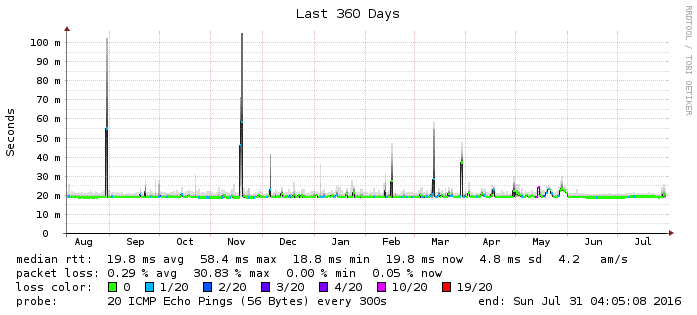 Last 360 Days
RRDTOOL / TOBI OETIKER
Seconds
100 m
90 m
80 m
70 m
60 m
50 m
40 m
30 m
20 m
10 m
0
Aug Sep Oct Nov Dec Jan Feb Mar Apr May Jun Jul
median rtt: 19.8 ms avg 58.4 ms max 18.8 ms min 19.8 ms now 4.8 ms sd 4.2 am/s
packet loss: 0.29 % avg 30.83 % max 0.00 % min 0.05 % now
loss color: 0 1/20 2/20 3/20 4/20 10/20 19/20
probe: 20 ICMP Echo Pings (56 Bytes) every 300s end: Sun Jul 31 04:05:08 2016